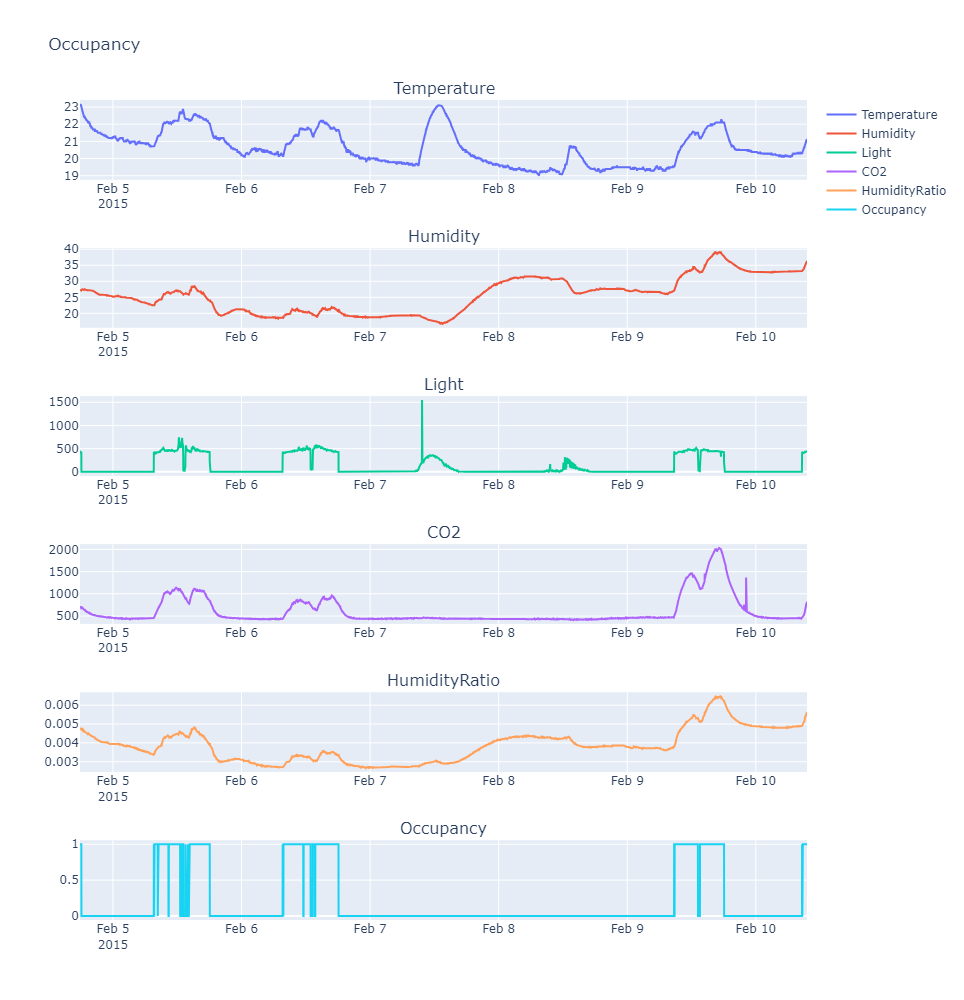 Occupancy
Temperature
23
22
21
20
19
Feb 5
2015
Feb 6
Feb 7
Feb 8
Feb 9
Feb 10
Temperature
Humidity
Light
CO2
HumidityRatio
Occupancy
Humidity
40
35
30
25
20
Feb 5
2015
Feb 6
Feb 7
Feb 8
Feb 9
Feb 10
Light
1500
1000
500
0
Feb 5
2015
Feb 6
Feb 7
Feb 8
Feb 9
Feb 10
CO2
2000
1500
1000
500
Feb 5
2015
Feb 6
Feb 7
Feb 8
Feb 9
Feb 10
HumidityRatio
0.006
0.005
0.004
0.003
Feb 5
2015
Feb 6
Feb 7
Feb 8
Feb 9
Feb 10
Occupancy
1
0.5
0
Feb 5
2015
Feb 6
Feb 7
Feb 8
Feb 9
Feb 10